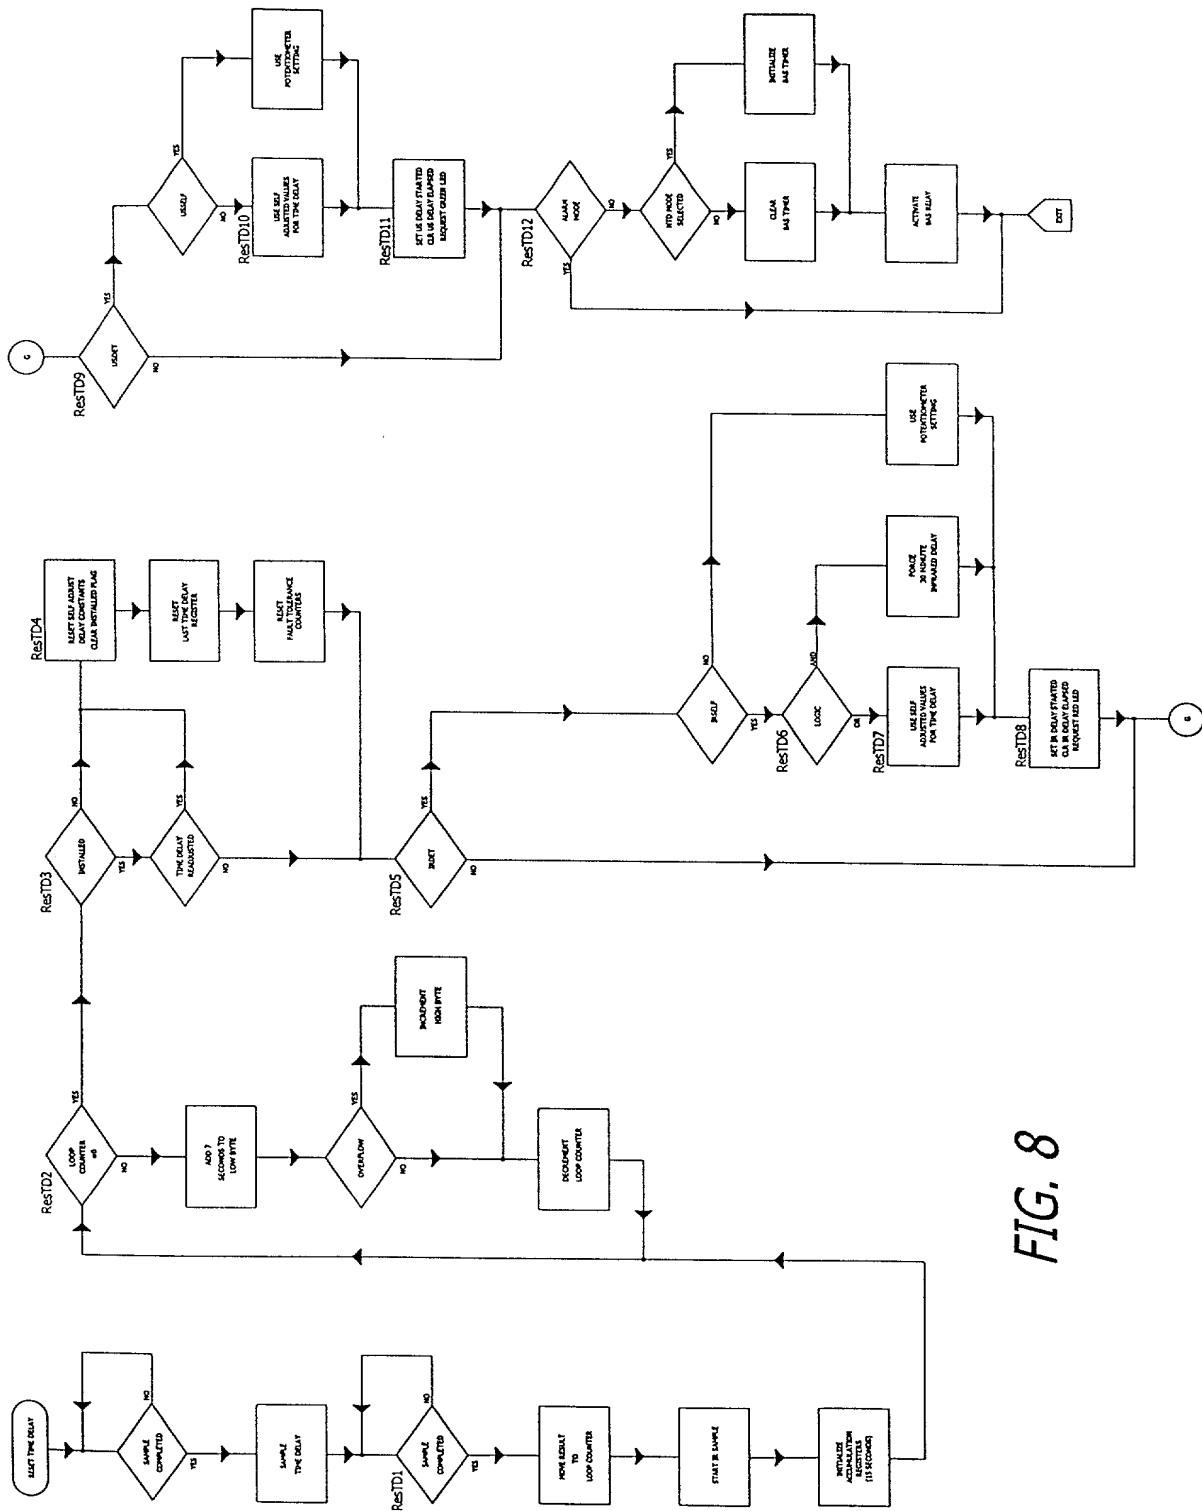 RESET TIME DELAY
SAMPLE
COMPLETED
NO
YES
SAMPLE
TIME DELAY
ResTD1
SAMPLE
COMPLETED
NO
YES
MOVE RESULT
TO
LOOP COUNTER
START IR SAMPLE
INITIALIZE
ACCUMULATION
REGISTERS
(15 SECONDS)
ResTD2
LOOP
COUNTER
=0
YES
NO
ADD 7
SECONDS TO
LOW BYTE
OVERFLOW
YES
NO
INCREMENT
HIGH BYTE
DECREMENT
LOOP COUNTER
ResTD3
INSTALLED
NO
YES
TIME DELAY
READJUSTED
YES
NO
ResTD4
RESET SELF ADJUST
DELAY CONSTANTS
CLEAR INSTALLED FLAG
RESET
LAST TIME DELAY
REGISTER
RESET
FAULT TOLERANCE
COUNTERS
ResTD5
IRDET
YES
NO
IRSELF
NO
YES
ResTD6
LOGIC
AND
OR
ResTD7
USE SELF
ADJUSTED VALUES
FOR TIME DELAY
FORCE
30 MINUTE
INFRARED DELAY
USE
POTENTIOMETER
SETTING
ResTD8
SET IR DELAY STARTED
CLR IR DELAY ELAPSED
REQUEST RED LED
G
G
ResTD9
USDET
YES
NO
USSELF
YES
NO
ResTD10
USE SELF
ADJUSTED VALUES
FOR TIME DELAY
USE
POTENTIOMETER
SETTING
ResTD11
SET US DELAY STARTED
CLR US DELAY ELAPSED
REQUEST GREEN LED
ResTD12
ALARM
MODE
YES
NO
NTD MODE
SELECTED
YES
NO
CLEAR
BAS TIMER
INITIALIZE
BAS TIMER
ACTIVATE
BAS RELAY
EXIT
FIG. 8